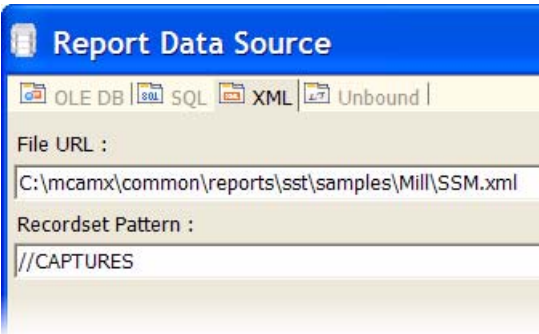 Report Data Source
OLE DB SQL XML Unbound
File URL :
C:\mcamx\common\reports\sst\samples\Mill\SSM.xml
Recordset Pattern :
//CAPTURES